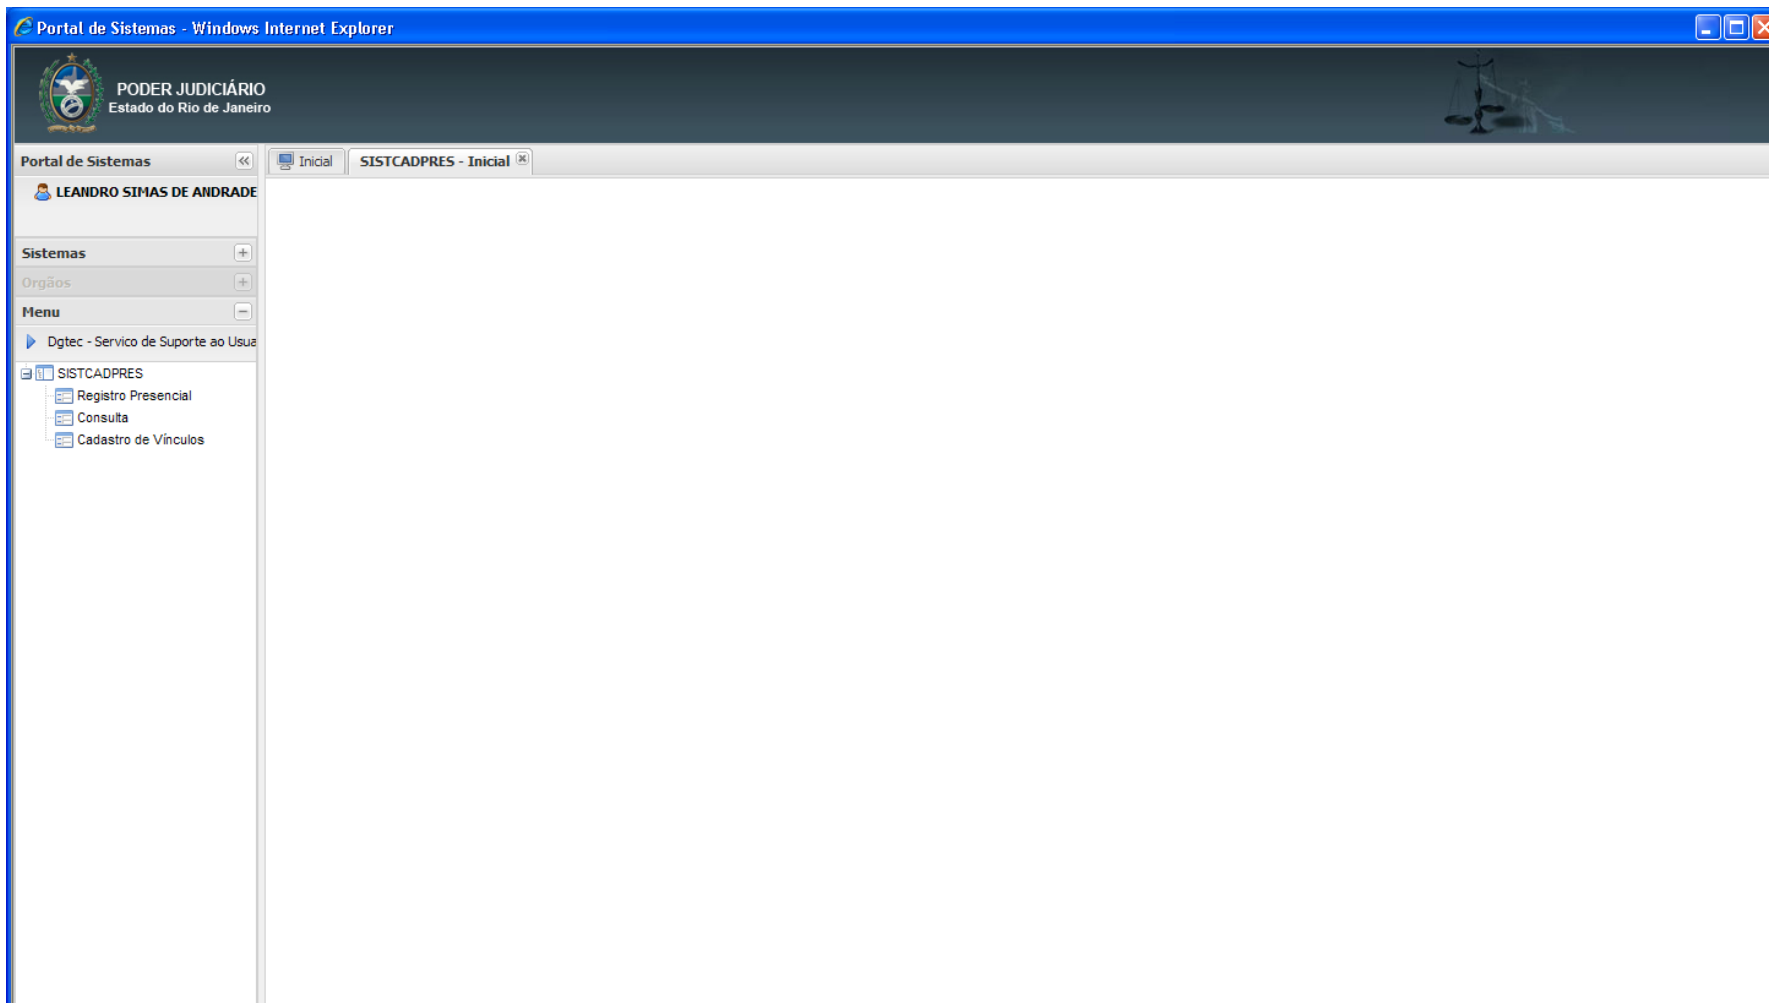 Portal de Sistemas - Windows Internet Explorer
PODER JUDICIÁRIO
Estado do Rio de Janeiro
Portal de Sistemas
Inicial
SISTCADPRES - Inicial
LEANDRO SIMAS DE ANDRADE
Sistemas
Orgãos
Menu
Dgtec - Servico de Suporte ao Usua
SISTCADPRES
Registro Presencial
Consulta
Cadastro de Vínculos